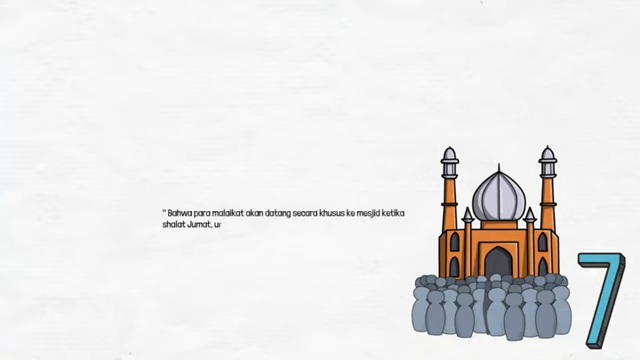 " Bahwa para malaikat akan datang secara khusus ke mesjid ketika
shalat Jumat, u
7